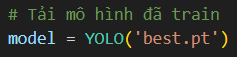 # Tải mô hình đã train
model = YOLO('best.pt')